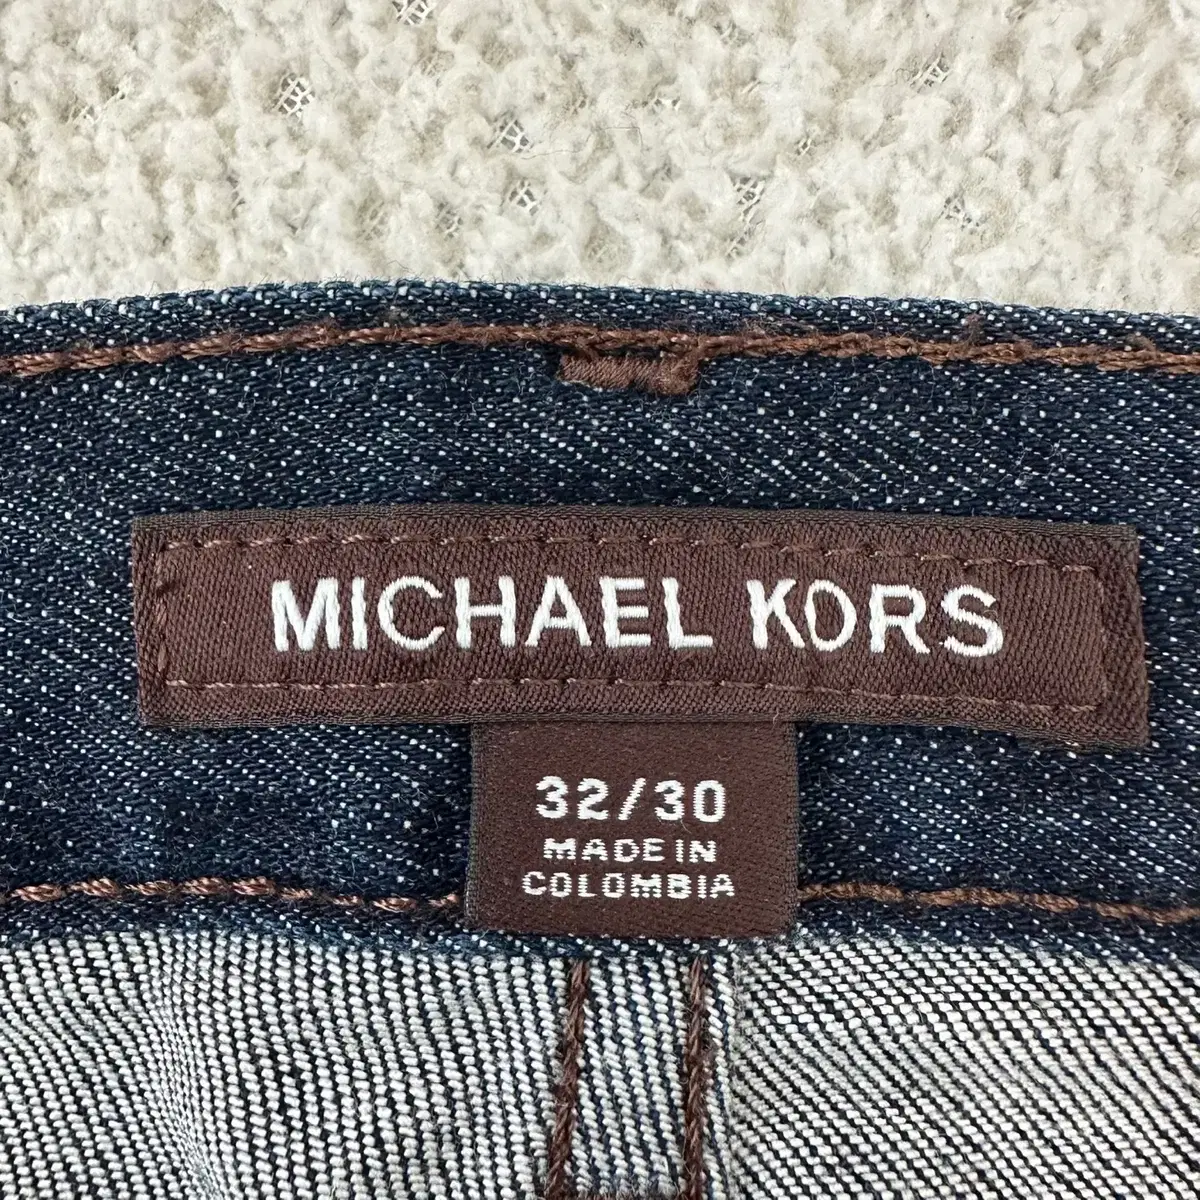 MICHAEL KORS
32/30
MADE IN
COLOMBIA